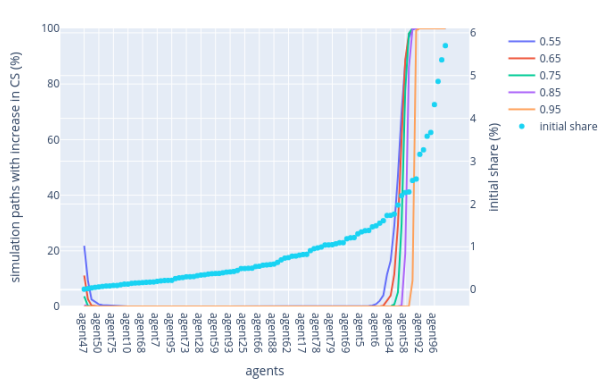 simulation paths with increase in CS (%)
100
80
60
40
20
0
6
5
4
3
2
1
0
initial share (%)
0.55
0.65
0.75
0.85
0.95
initial share
agent47
agent50
agent75
agent10
agent68
agent7
agent95
agent73
agent28
agent59
agent93
agent25
agent66
agent88
agent62
agent17
agent78
agent79
agent69
agent5
agent6
agent34
agent58
agent92
agent96
agents